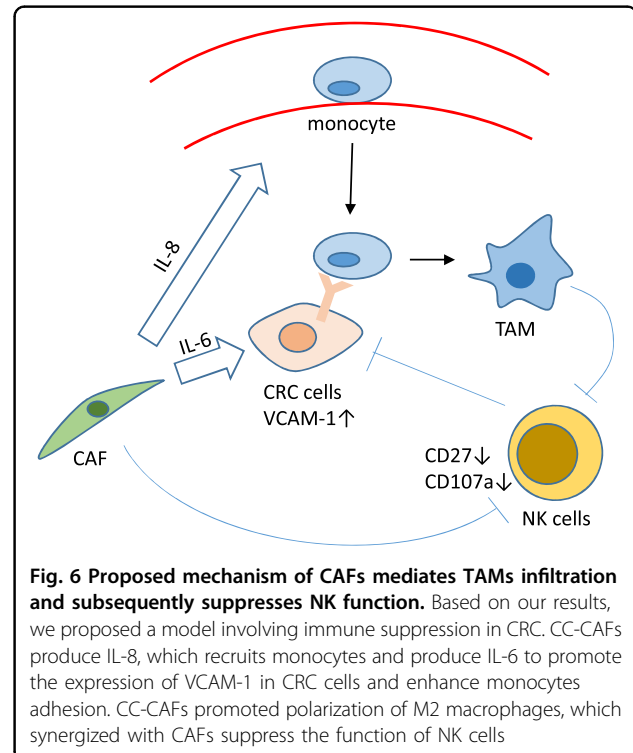 monocyte
IL-8
IL-6
TAM
CRC cells
VCAM-1↑
CAF
CD27↓
CD107a↓
NK cells
Fig. 6 Proposed mechanism of CAFs mediates TAMs infiltration
and subsequently suppresses NK function. Based on our results,
we proposed a model involving immune suppression in CRC. CC-CAFs
produce IL-8, which recruits monocytes and produce IL-6 to promote
the expression of VCAM-1 in CRC cells and enhance monocytes
adhesion. CC-CAFs promoted polarization of M2 macrophages, which
synergized with CAFs suppress the function of NK cells